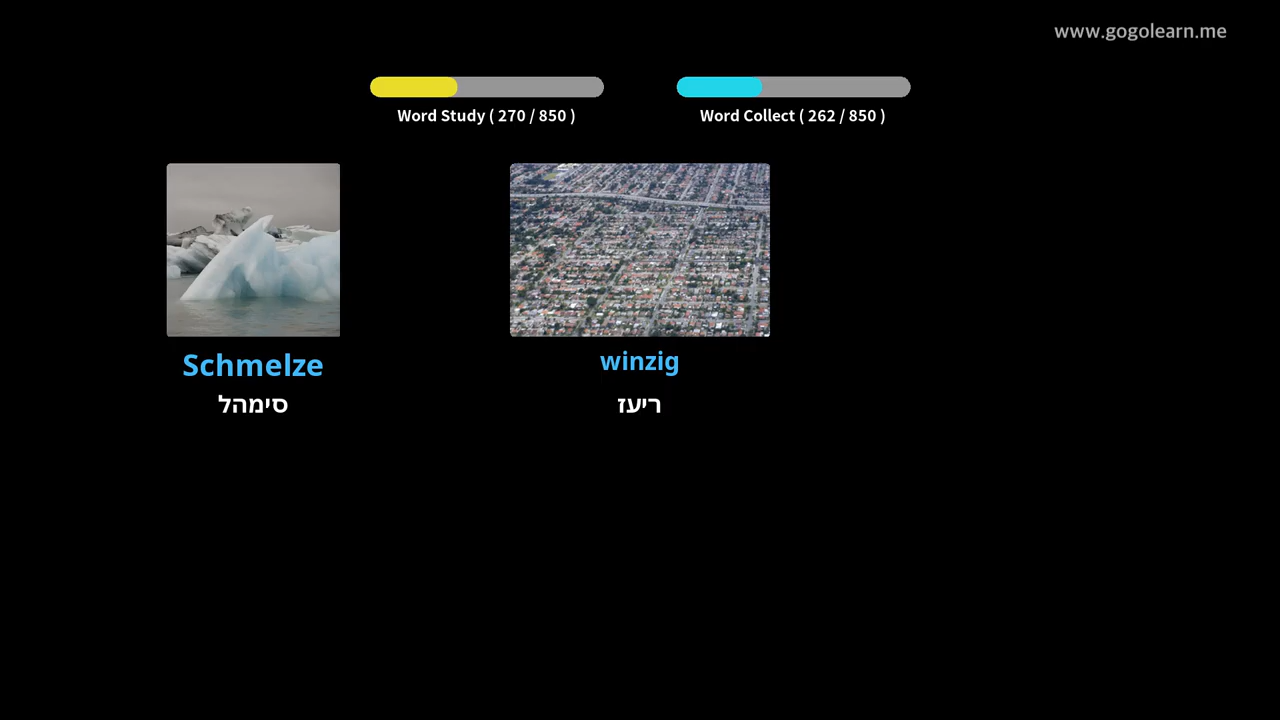 www.gogolearn.me
Word Study ( 270 / 850 )
Word Collect ( 262 / 850 )
Schmelze
סימהל
winzig
ריעז